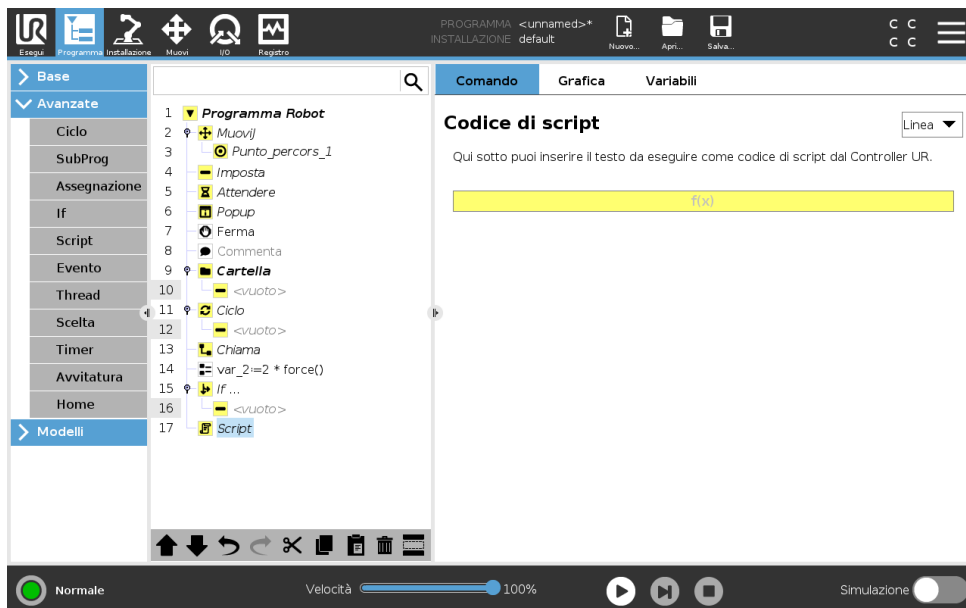 UR
PROGRAMMA <unnamed>*
INSTALLAZIONE default
C C
C C
Esegui Programma Installazione Muovi I/O Registro Nuovo... Apri... Salva...
Base
Avanzate
Ciclo
SubProg
Assegnazione
If
Script
Evento
Thread
Scelta
Timer
Avvitatura
Home
Modelli
1 Programma Robot
2 MuoviJ
3 Punto_percors_1
4 Imposta
5 Attendere
6 Popup
7 Ferma
8 Commenta
9 Cartella
10 <vuoto>
11 Ciclo
12 <vuoto>
13 Chiama
14 var_2:=2 * force()
15 If ...
16 <vuoto>
17 Script
Comando Grafica Variabili
Codice di script
Linea
Qui sotto puoi inserire il testo da eseguire come codice di script dal Controller UR.
f(x)
Normale Velocità 100% Simulazione